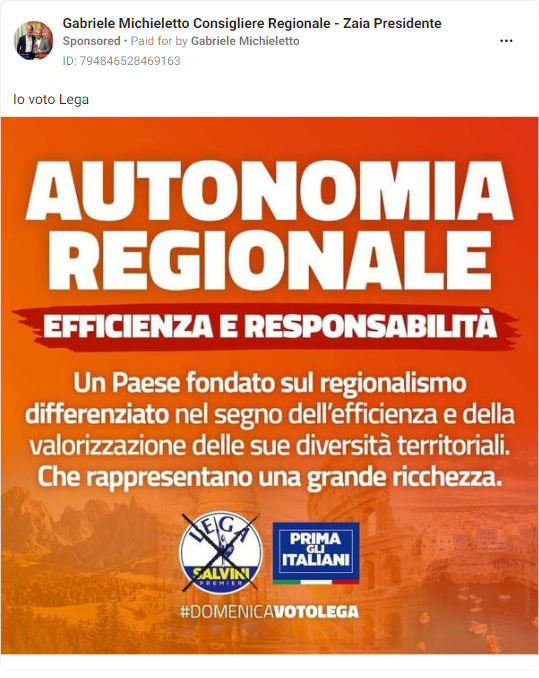 Gabriele Michieletto Consigliere Regionale - Zaia Presidente
Sponsored • Paid for by Gabriele Michieletto
ID: 794846528469163
Io voto Lega
AUTONOMIA
REGIONALE
EFFICIENZA E RESPONSABILITÀ
Un Paese fondato sul regionalismo
differenziato nel segno dell'efficienza e della
valorizzazione delle sue diversità territoriali.
Che rappresentano una grande ricchezza.
LEGA
SALVINI
PREMIER
PRIMA
GLI
ITALIANI
#DOMENICAVOTOLEGA